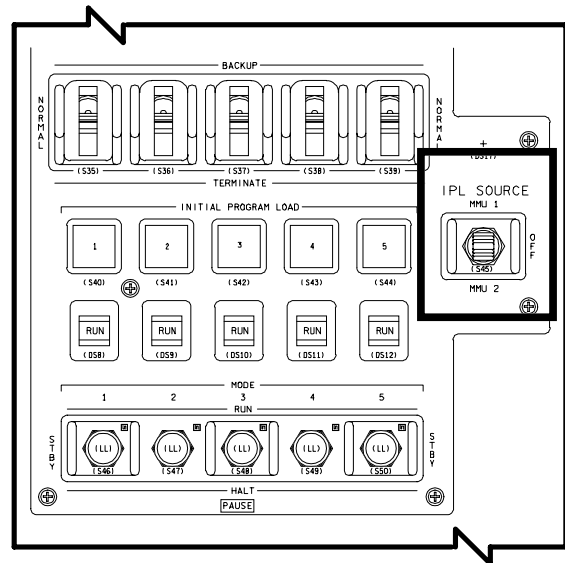 BACKUP
NORMAL NORMAL
(S35) (S36) (S37) (S38) (S39)
TERMINATE
(DS17)
INITIAL PROGRAM LOAD
IPL SOURCE
MMU 1
1 2 3 4 5
OFF
(S40) (S41) (S42) (S43) (S44)
(S45)
MMU 2
RUN RUN RUN RUN RUN
(DS8) (DS9) (DS10) (DS11) (DS12)
MODE
1 2 3 4 5
RUN
STBY (LL) (LL) (LL) (LL) (LL) STBY
(S46) (S47) (S48) (S49) (S50)
HALT
PAUSE